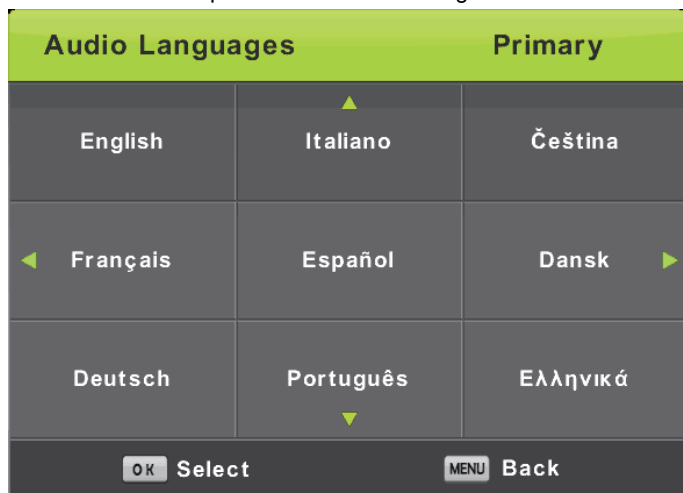 Audio Languages Primary
English Italiano Čeština
Français Español Dansk
Deutsch Português Ελληνικά
OK Select MENU Back